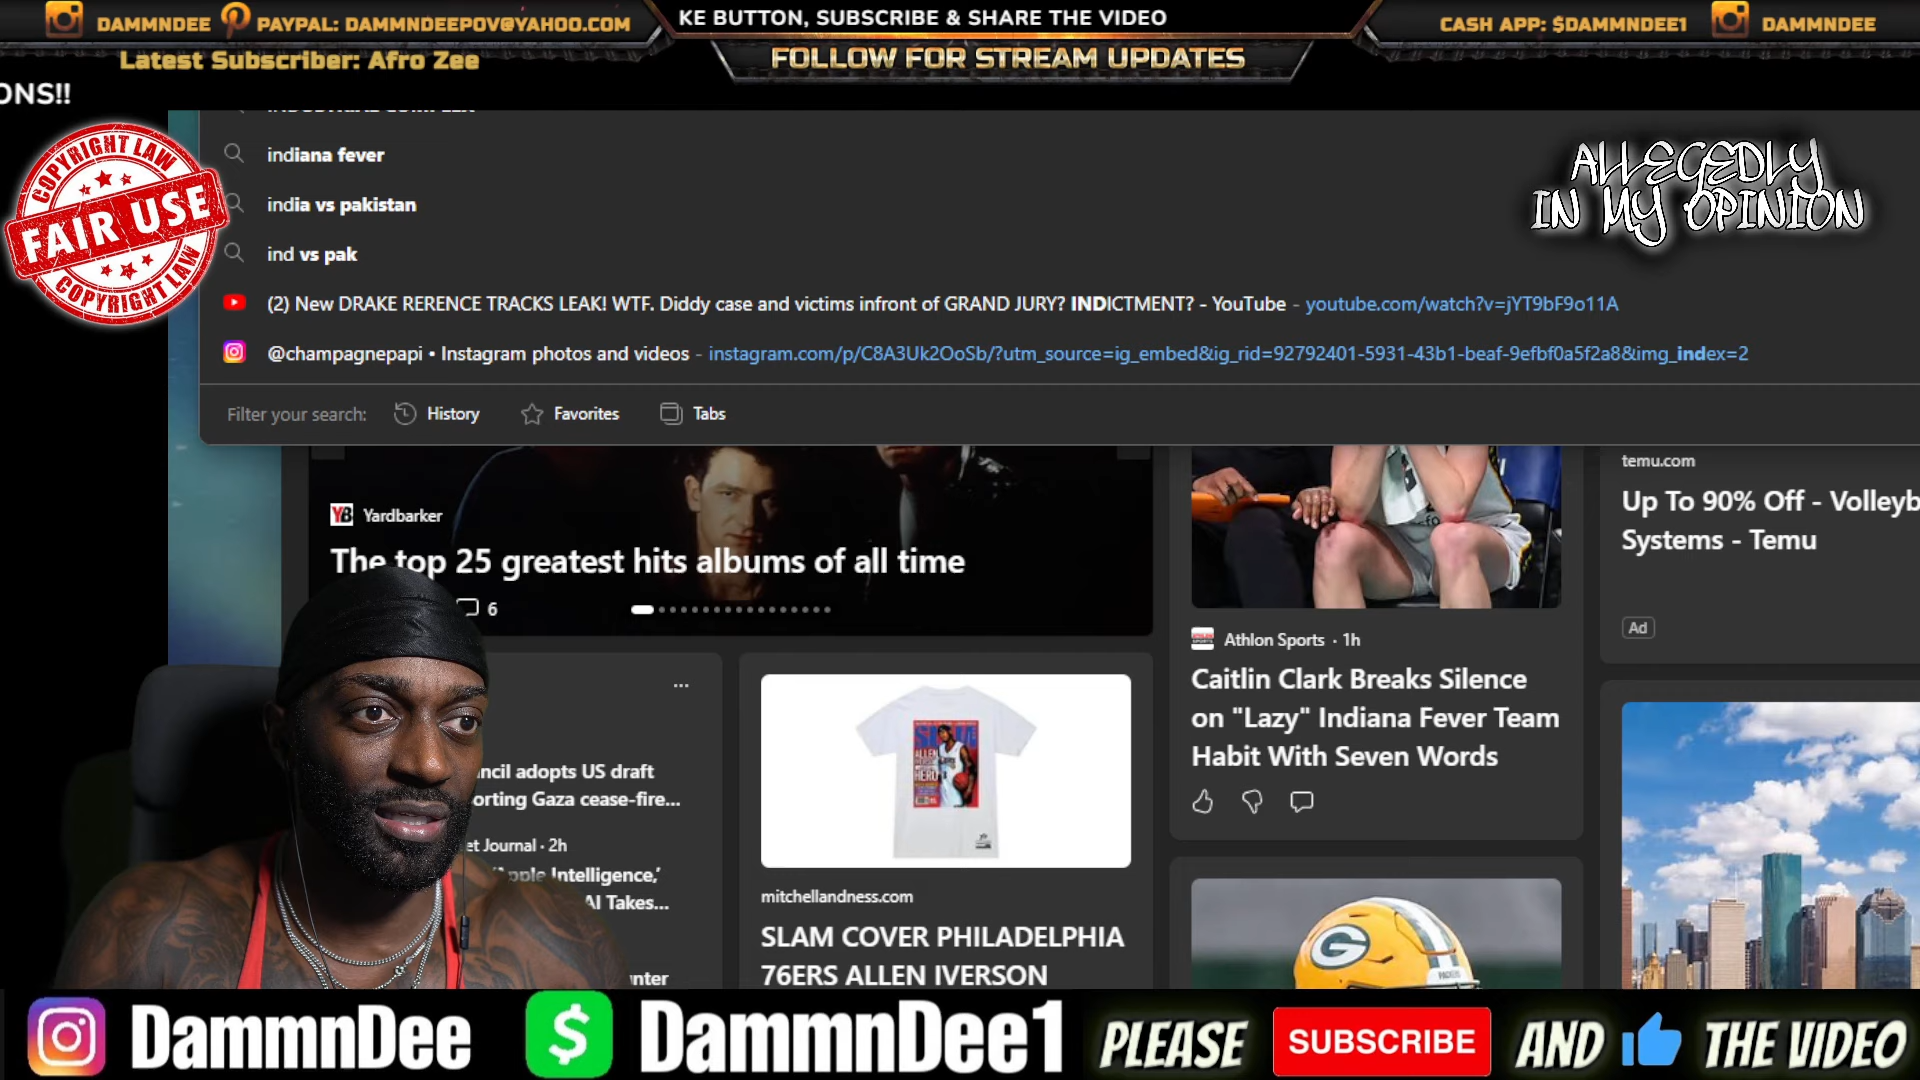 DAMMNDEE
PAYPAL: DAMMNDEEPOV@YAHOO.COM
KE BUTTON, SUBSCRIBE & SHARE THE VIDEO
CASH APP: $DAMMNDEE1
DAMMNDEE
Latest Subscriber: Afro Zee
FOLLOW FOR STREAM UPDATES
ONS!!
COPYRIGHT LAW
FAIR USE
COPYRIGHT LAW
ALLEGEDLY
IN MY OPINION
indiana fever
india vs pakistan
ind vs pak
(2) New DRAKE RERENCE TRACKS LEAK! WTF. Diddy case and victims infront of GRAND JURY? INDICTMENT? - YouTube - youtube.com/watch?v=jYT9bF9o11A
@champagnepapi • Instagram photos and videos - instagram.com/p/C8A3Uk2OoSb/?utm_source=ig_embed&ig_rid=92792401-5931-43b1-beaf-9efbf0a5f2a8&img_index=2
Filter your search:
History
Favorites
Tabs
YB Yardbarker
The top 25 greatest hits albums of all time
6
ncil adopts US draft
orting Gaza cease-fire...
et Journal · 2h
'Apple Intelligence,'
AI Takes...
unter
SLAM
ALLEN
HERO
mitchellandness.com
SLAM COVER PHILADELPHIA
76ERS ALLEN IVERSON
Athlon Sports · 1h
Caitlin Clark Breaks Silence
on "Lazy" Indiana Fever Team
Habit With Seven Words
G
PACKERS
temu.com
Up To 90% Off - Volleyb
Systems - Temu
Ad
DammnDee
$
DammnDee1
PLEASE
SUBSCRIBE
AND
THE VIDEO